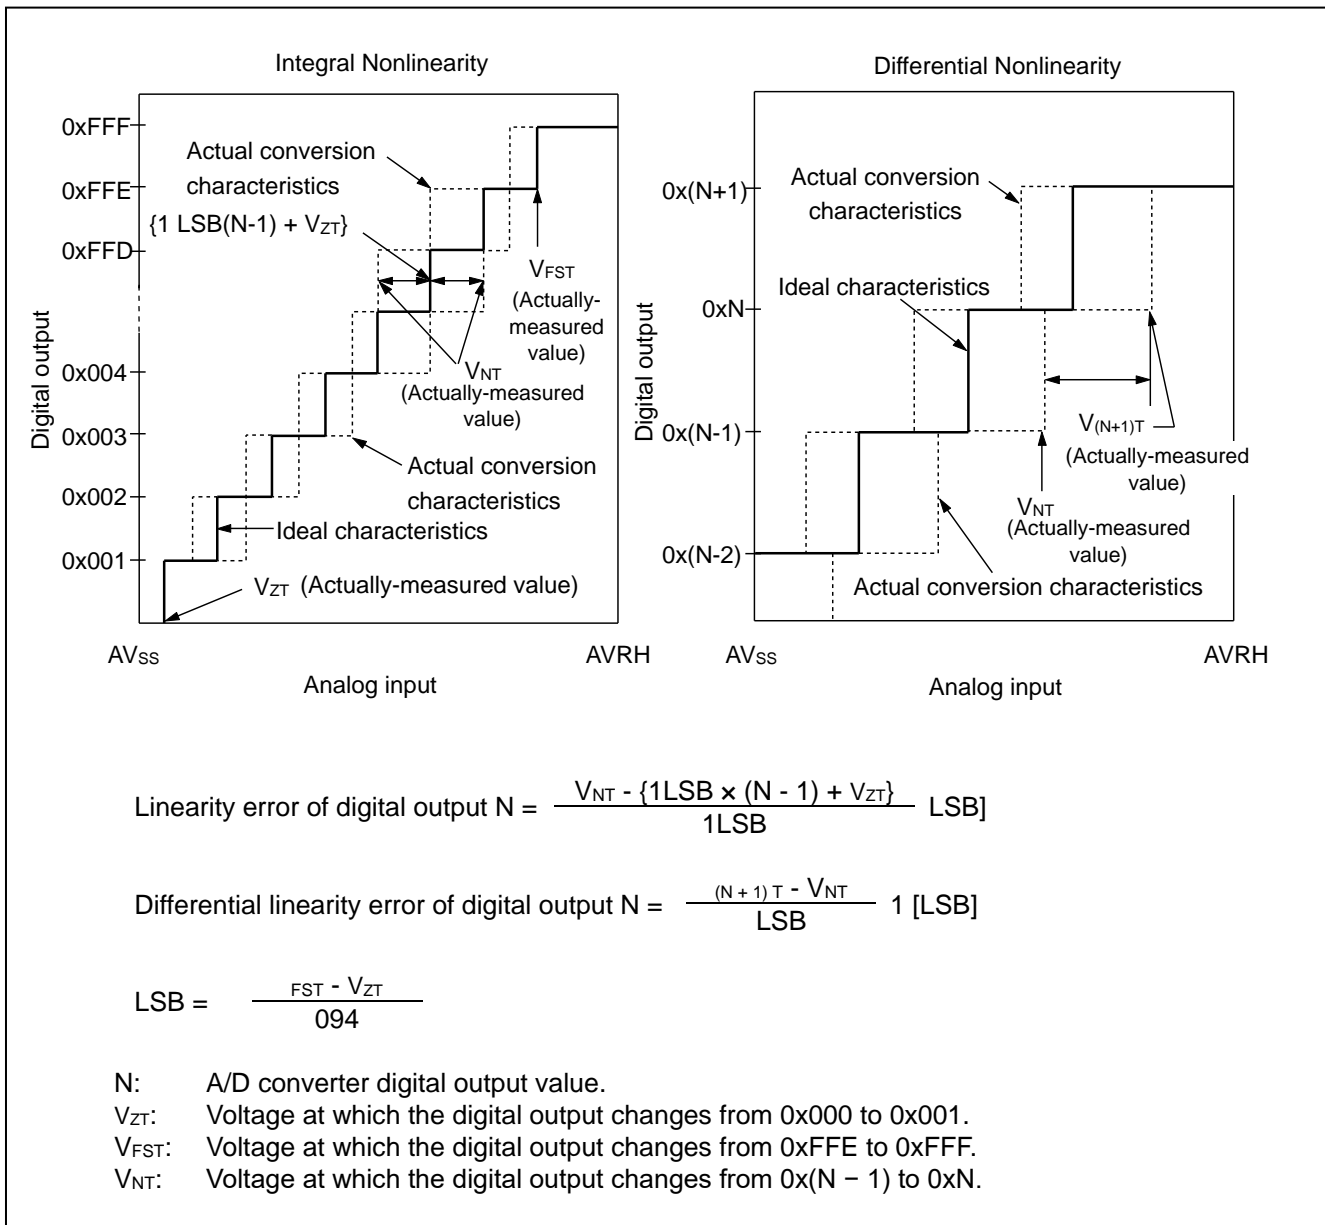 Integral Nonlinearity
0xFFF
0xFFE
0xFFD
0x004
0x003
0x002
0x001
Digital output
Actual conversion
characteristics
{1 LSB(N-1) + VZT}
VFST
(Actually-
measured
value)
VNT
(Actually-measured
value)
Actual conversion
characteristics
Ideal characteristics
VZT (Actually-measured value)
AVSS
AVRH
Analog input
Differential Nonlinearity
0x(N+1)
0xN
0x(N-1)
0x(N-2)
Digital output
Actual conversion
characteristics
Ideal characteristics
V(N+1)T
(Actually-measured
value)
VNT
(Actually-measured
value)
Actual conversion characteristics
AVSS
AVRH
Analog input
Linearity error of digital output N = VNT - {1LSB × (N - 1) + VZT}
1LSB
LSB]
Differential linearity error of digital output N = (N + 1) T - VNT
LSB
1 [LSB]
LSB = FST - VZT
094
N: A/D converter digital output value.
VZT: Voltage at which the digital output changes from 0x000 to 0x001.
VFST: Voltage at which the digital output changes from 0xFFE to 0xFFF.
VNT: Voltage at which the digital output changes from 0x(N − 1) to 0xN.